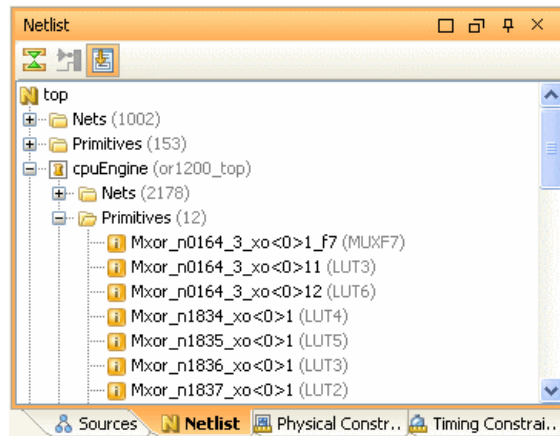 Netlist
top
Nets (1002)
Primitives (153)
cpuEngine (or1200_top)
Nets (2178)
Primitives (12)
Mxor_n0164_3_xo<0>1_f7 (MUXF7)
Mxor_n0164_3_xo<0>11 (LUT3)
Mxor_n0164_3_xo<0>12 (LUT6)
Mxor_n1834_xo<0>1 (LUT4)
Mxor_n1835_xo<0>1 (LUT5)
Mxor_n1836_xo<0>1 (LUT3)
Mxor_n1837_xo<0>1 (LUT2)
Sources Netlist Physical Constr.. Timing Constrai..